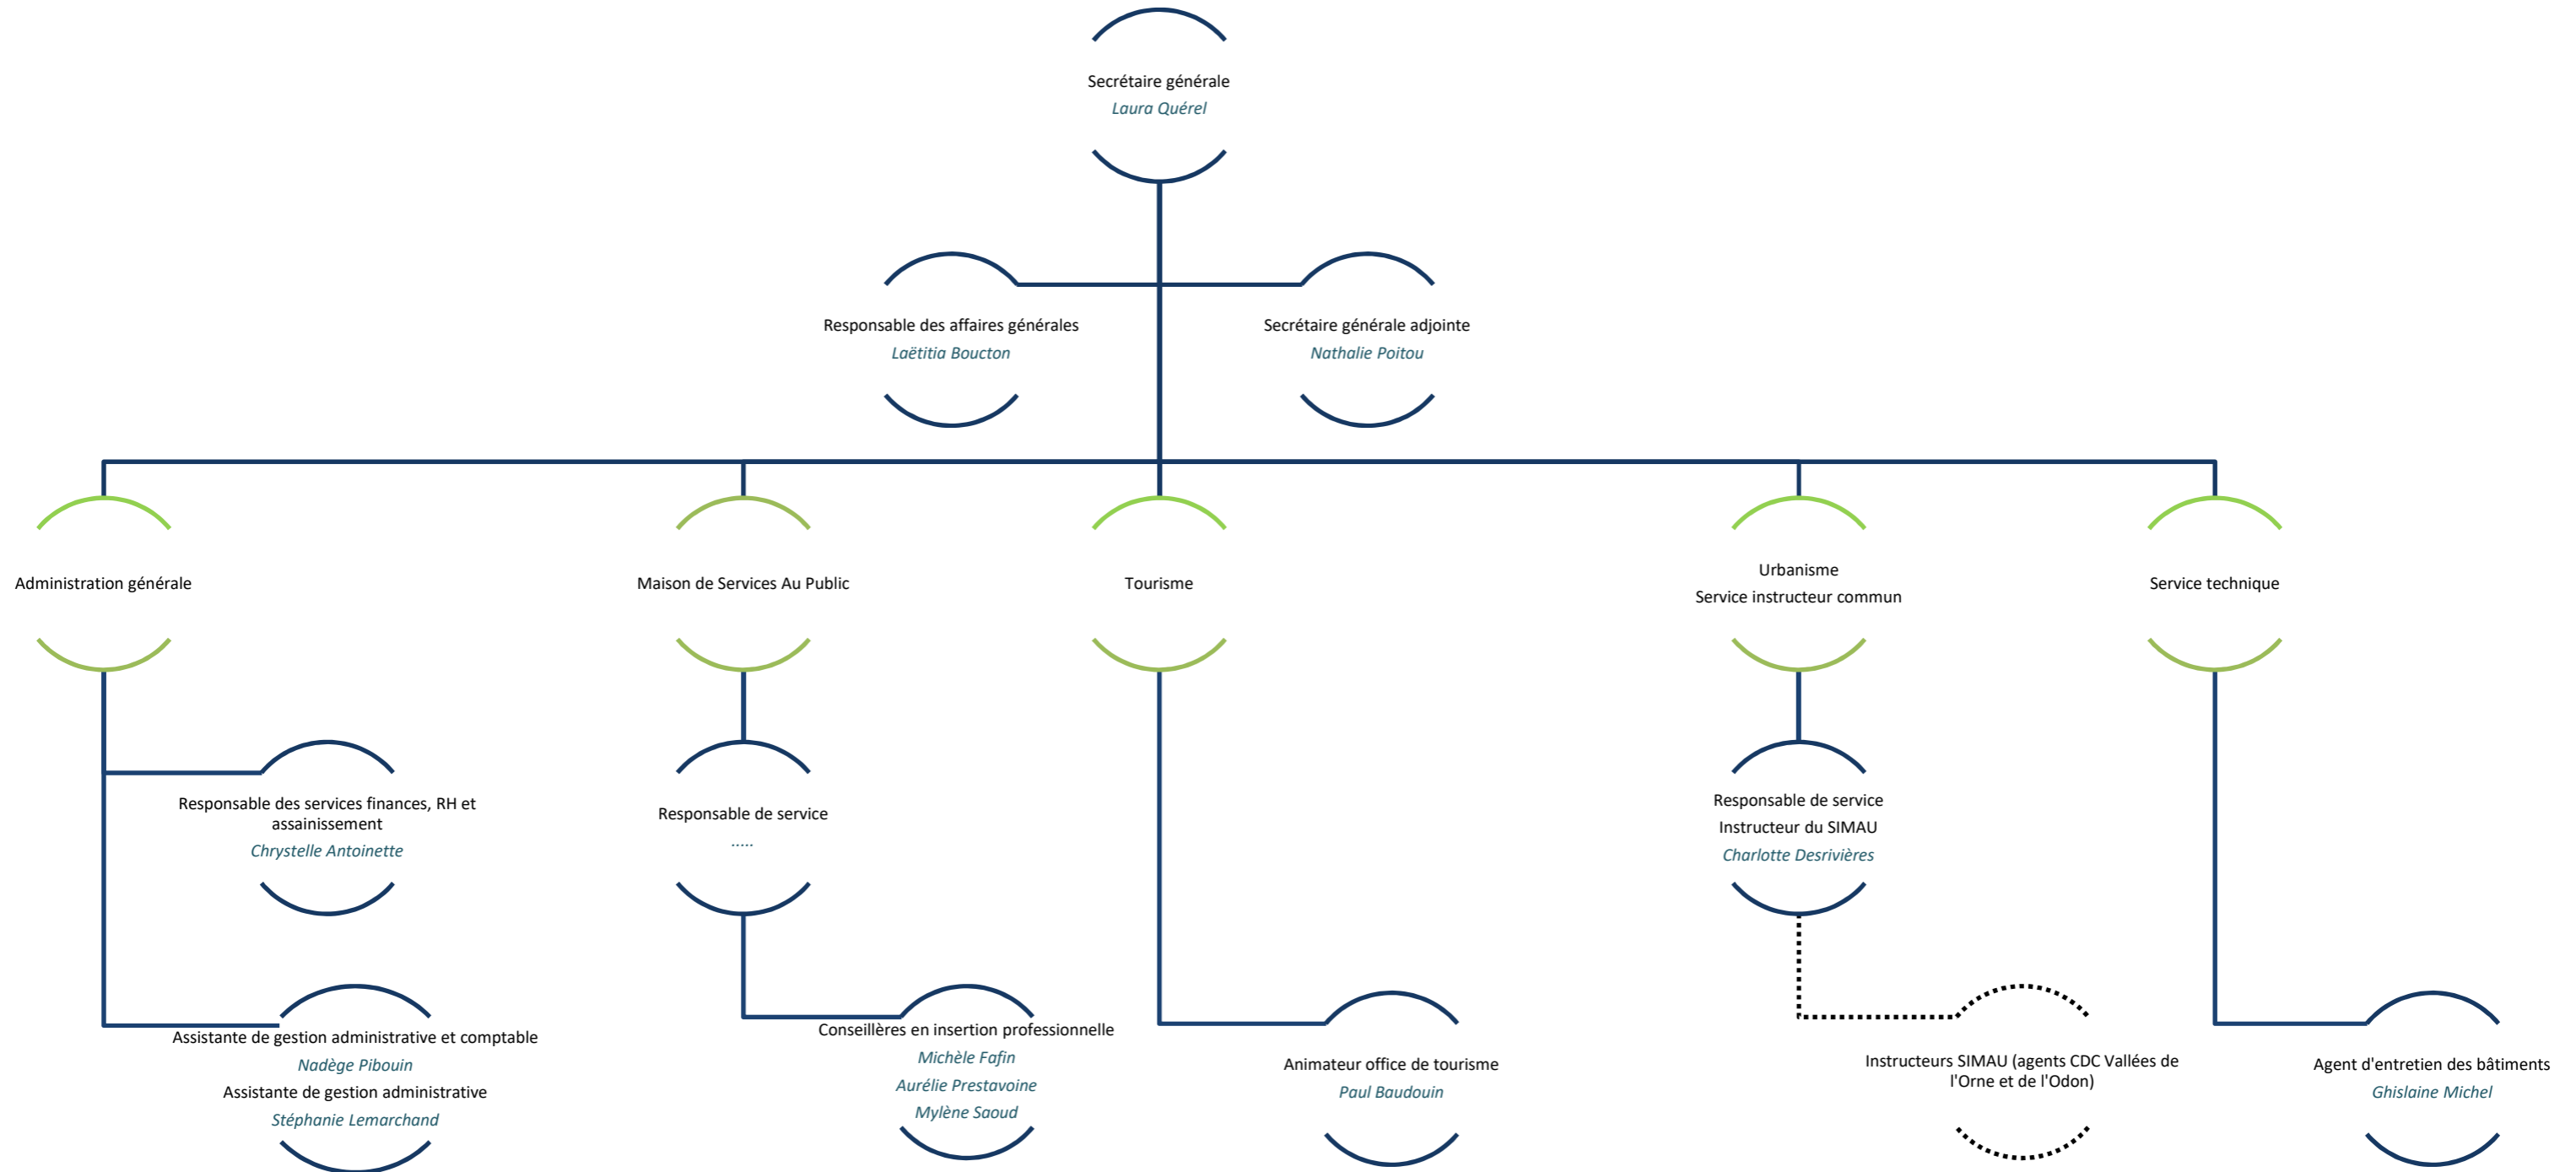 Secrétaire générale
Laura Quérel
Responsable des affaires générales
Laëtitia Boucton
Secrétaire générale adjointe
Nathalie Poitou
Administration générale
Maison de Services Au Public
Tourisme
Urbanisme
Service instructeur commun
Service technique
Responsable des services finances, RH et
assainissement
Chrystelle Antoinette
Responsable de service
.....
Responsable de service
Instructeur du SIMAU
Charlotte Desrivières
Assistante de gestion administrative et comptable
Nadège Pibouin
Assistante de gestion administrative
Stéphanie Lemarchand
Conseillères en insertion professionnelle
Michèle Fafin
Aurélie Prestavoine
Mylène Saoud
Animateur office de tourisme
Paul Baudouin
Instructeurs SIMAU (agents CDC Vallées de
l'Orne et de l'Odon)
Agent d'entretien des bâtiments
Ghislaine Michel